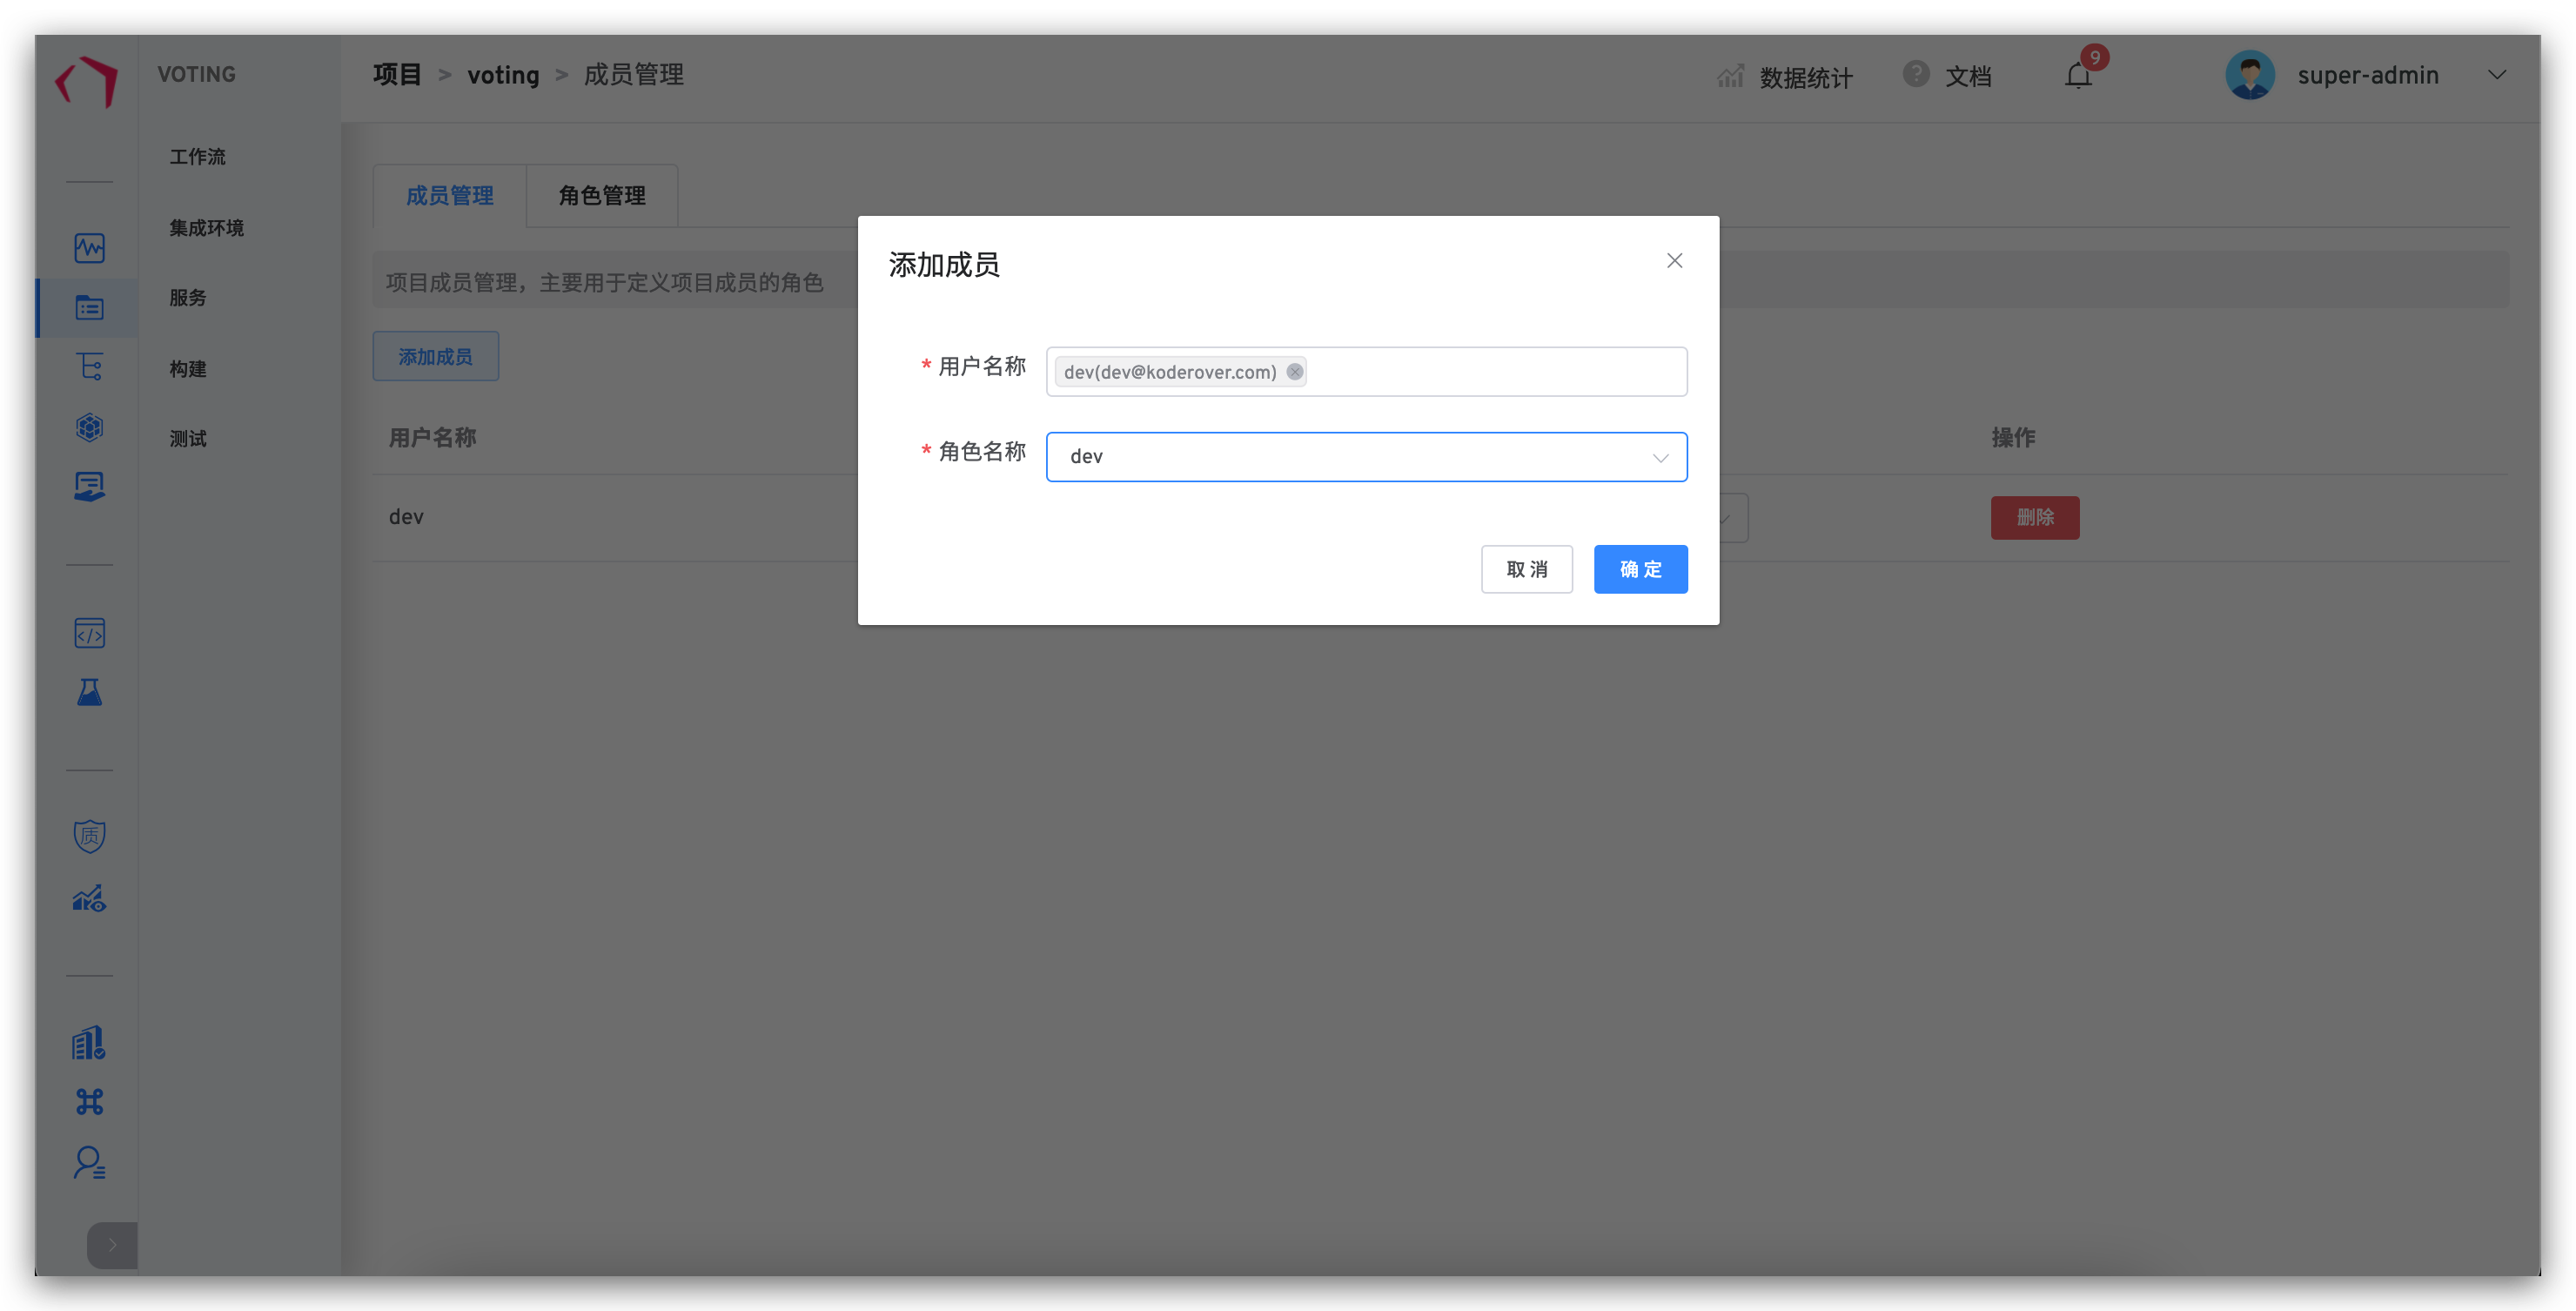 VOTING
项目 > voting > 成员管理
数据统计
? 文档
9
super-admin
工作流
集成环境
服务
构建
测试
质
成员管理
角色管理
项目成员管理，主要用于定义项目成员的角色
添加成员
用户名称
操作
dev
删除
添加成员
* 用户名称
dev(dev@koderover.com)
* 角色名称
dev
取 消
确 定